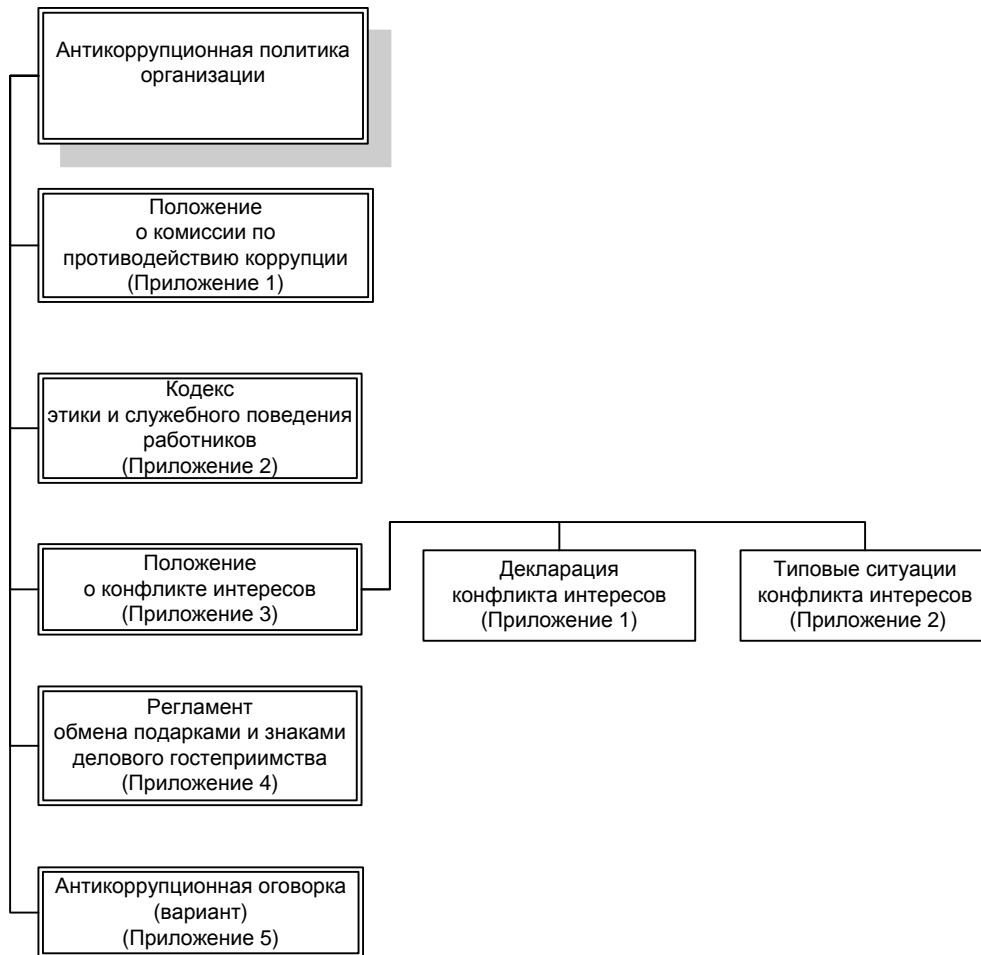 Антикоррупционная политика
организации
Положение
о комиссии по
противодействию коррупции
(Приложение 1)
Кодекс
этики и служебного поведения
работников
(Приложение 2)
Положение
о конфликте интересов
(Приложение 3)
Декларация
конфликта интересов
(Приложение 1)
Типовые ситуации
конфликта интересов
(Приложение 2)
Регламент
обмена подарками и знаками
делового гостеприимства
(Приложение 4)
Антикоррупционная оговорка
(вариант)
(Приложение 5)